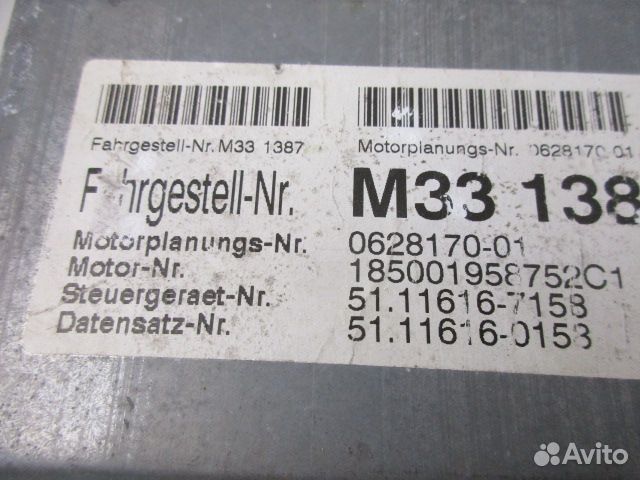 Fahrgestell-Nr. M33 1387
Motorplanungs-Nr. 0628170 01
Fahrgestell-Nr. M33 138
Motorplanungs-Nr. 0628170-01
Motor-Nr. 185001958752C1
Steuergeraet-Nr. 51.11616-7158
Datensatz-Nr. 51.11616-0153
Avito